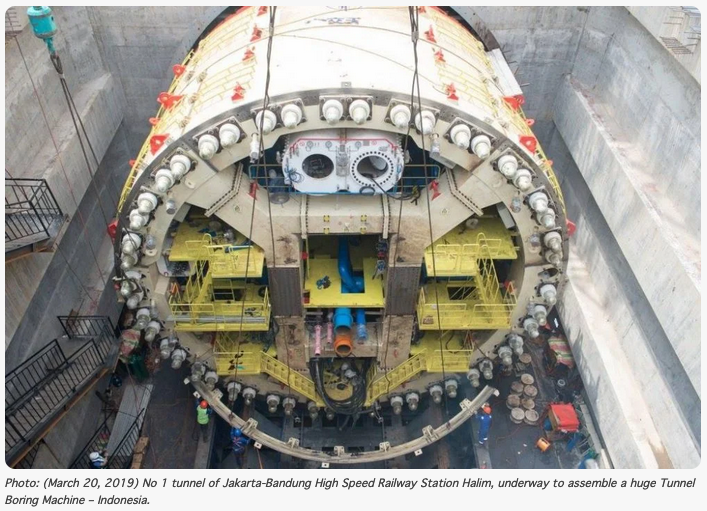 Photo: (March 20, 2019) No 1 tunnel of Jakarta-Bandung High Speed Railway Station Halim, underway to assemble a huge Tunnel
Boring Machine – Indonesia.